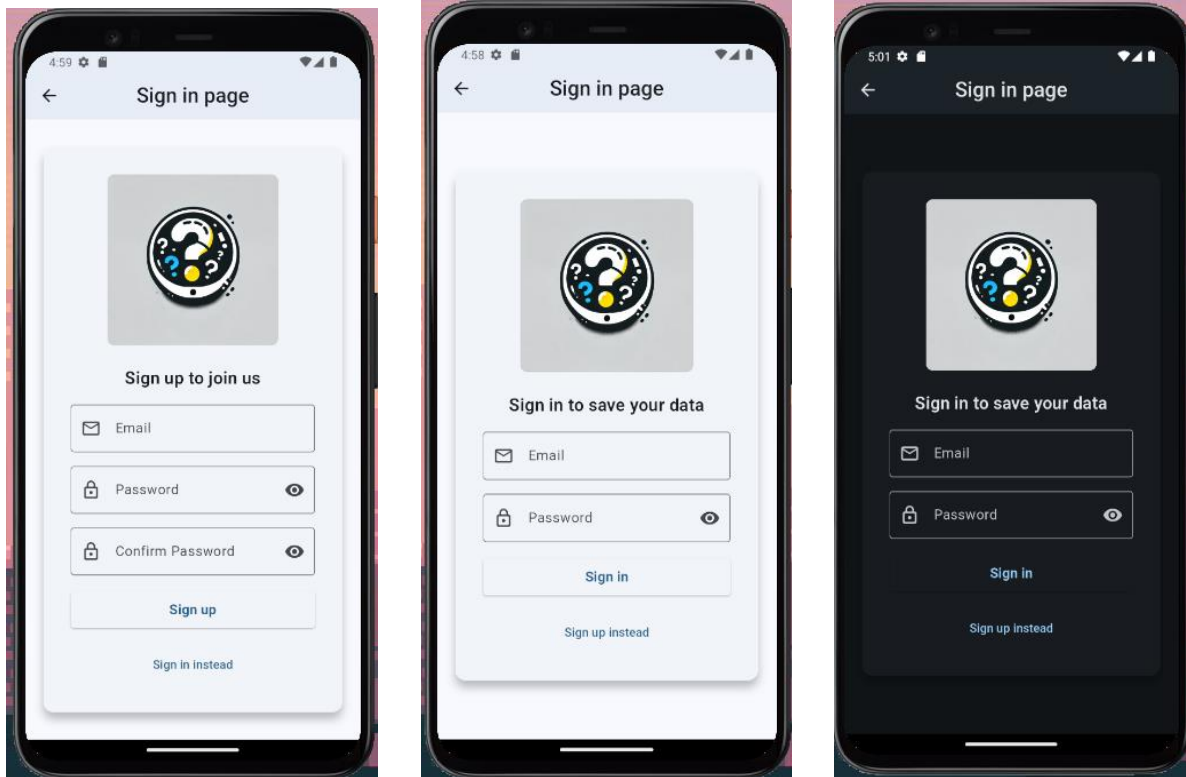 4:59
Sign in page
Sign up to join us
Email
Password
Confirm Password
Sign up
Sign in instead
4:58
Sign in page
Sign in to save your data
Email
Password
Sign in
Sign up instead
5:01
Sign in page
Sign in to save your data
Email
Password
Sign in
Sign up instead